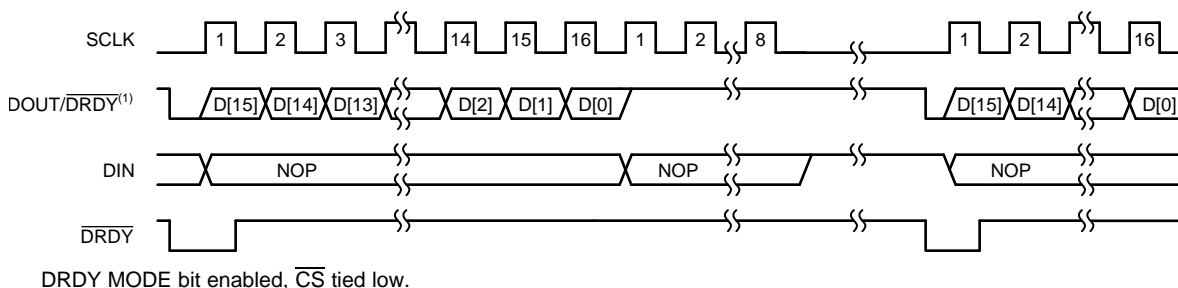 SCLK 1 2 3 14 15 16 1 2 8 1 2 16
DOUT/DRDY(1) D[15] D[14] D[13] D[2] D[1] D[0] D[15] D[14] D[0]
DIN NOP NOP NOP
DRDY
DRDY MODE bit enabled, CS tied low.